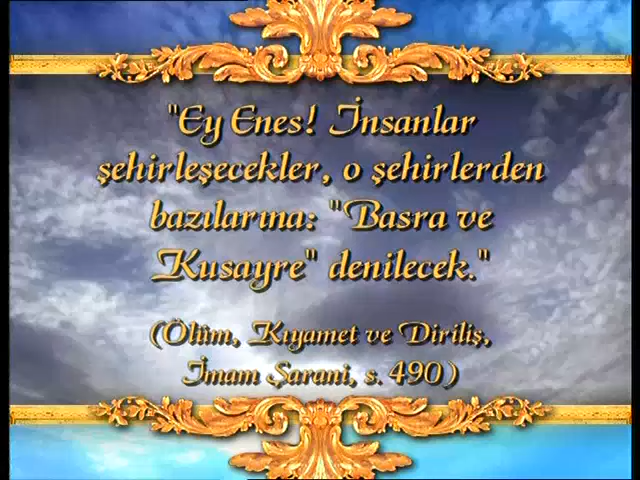 "Ey Enes! İnsanlar
şehirleşecekler, o şehirlerden
bazılarına: "Basra ve
Kusayre" denilecek."
(Ölüm, Kıyamet ve Diriliş,
İmam Şarani, s. 490)